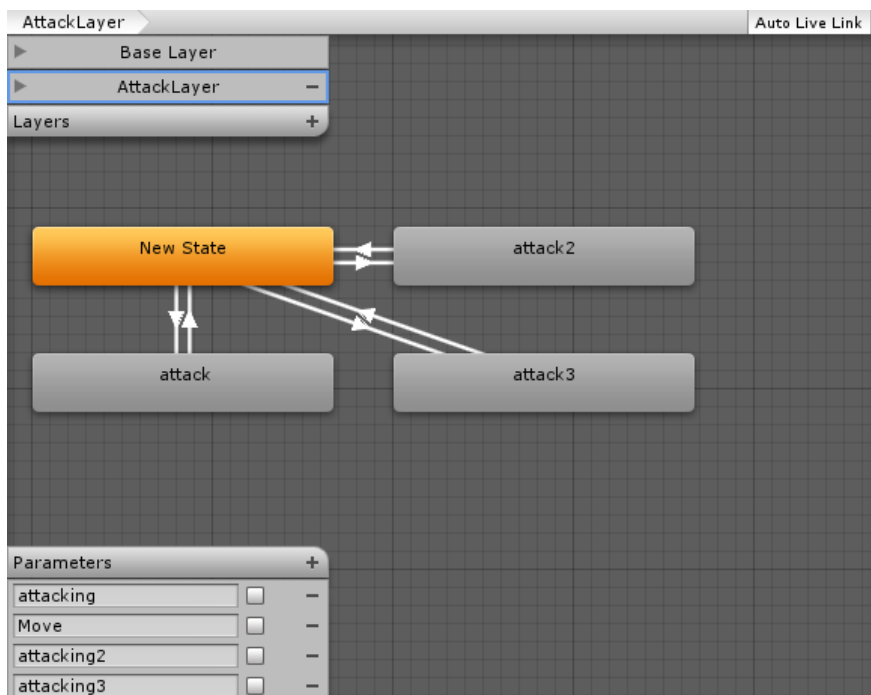 AttackLayer
Auto Live Link
Base Layer
AttackLayer
Layers
New State
attack2
attack
attack3
Parameters
attacking
Move
attacking2
attacking3